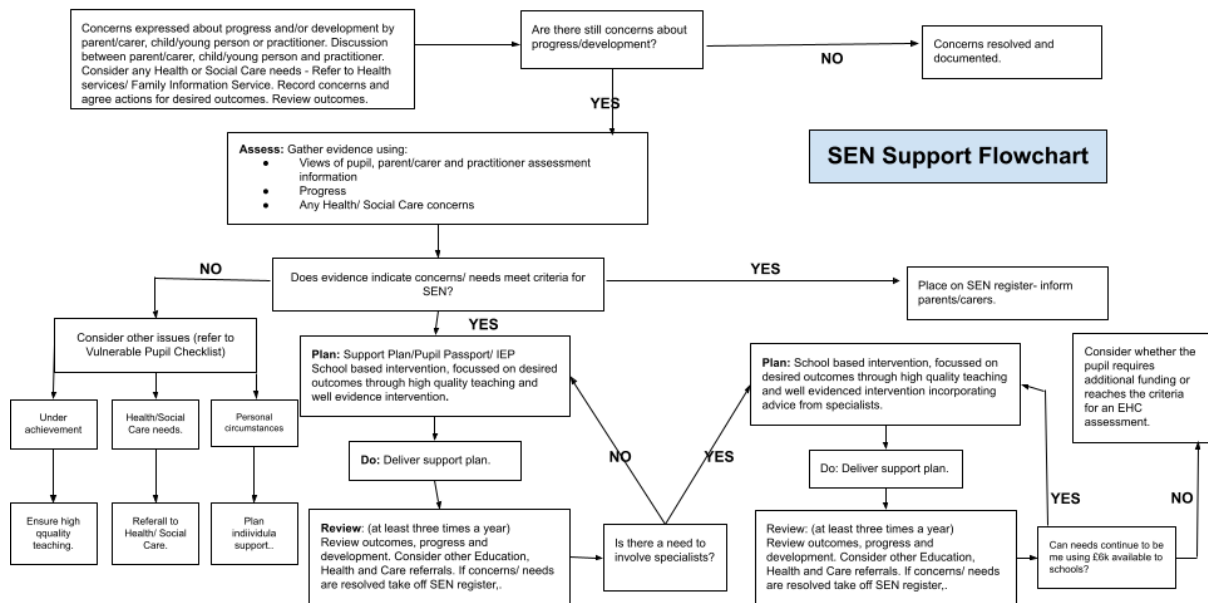 Concerns expressed about progress and/or development by
parent/carer, child/young person or practitioner. Discussion
between parent/carer, child/young person and practitioner.
Consider any Health or Social Care needs - Refer to Health
services/ Family Information Service. Record concerns and
agree actions for desired outcomes. Review outcomes.
Are there still concerns about
progress/development?
NO
Concerns resolved and
documented.
YES
SEN Support Flowchart
Assess: Gather evidence using:
● Views of pupil, parent/carer and practitioner assessment
information
● Progress
● Any Health/ Social Care concerns
NO
Does evidence indicate concerns/ needs meet criteria for
SEN?
YES
Place on SEN register- inform
parents/carers.
YES
Consider other issues (refer to
Vulnerable Pupil Checklist)
Under
achievement
Health/Social
Care needs.
Personal
circumstances
Ensure high
qquality
teaching.
Referall to
Health/ Social
Care.
Plan
indiividula
support..
Plan: Support Plan/Pupil Passport/ IEP
School based intervention, focussed on desired
outcomes through high quality teaching and
well evidence intervention.
Do: Deliver support plan.
Review: (at least three times a year)
Review outcomes, progress and
development. Consider other Education,
Health and Care referrals. If concerns/ needs
are resolved take off SEN register,.
Is there a need to
involve specialists?
NO
YES
Plan: School based intervention, focussed on
desired outcomes through high quality teaching
and well evidenced intervention incorporating
advice from specialists.
Do: Deliver support plan.
Review: (at least three times a year)
Review outcomes, progress and
development. Consider other Education,
Health and Care referrals. If concerns/ needs
are resolved take off SEN register,.
Can needs continue to be
me using £6k available to
schools?
YES
NO
Consider whether the
pupil requires
additional funding or
reaches the criteria
for an EHC
assessment.